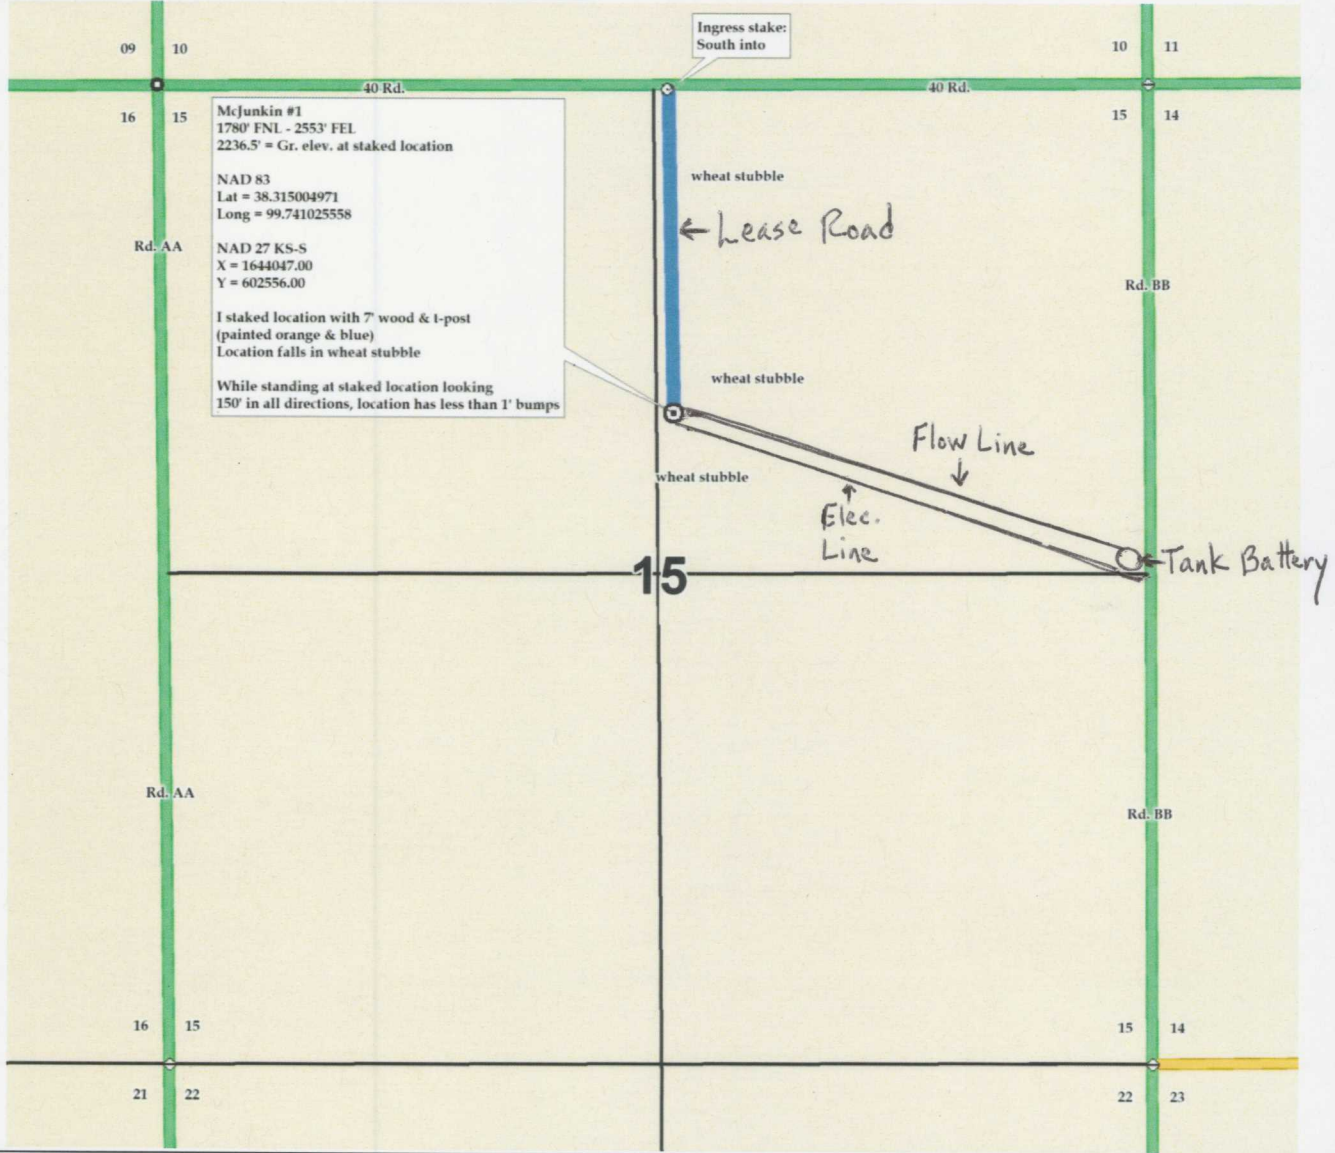 Ingress stake:
South into
09 10
10 11
40 Rd.
40 Rd.
16 15
15 14
McJunkin #1
1780' FNL - 2553' FEL
2236.5' = Gr. elev. at staked location
NAD 83
Lat = 38.315004971
Long = 99.741025558
NAD 27 KS-S
X = 1644047.00
Y = 602556.00
I staked location with 7' wood & t-post
(painted orange & blue)
Location falls in wheat stubble
While standing at staked location looking
150' in all directions, location has less than 1' bumps
wheat stubble
← Lease Road
Rd. AA
Rd. BB
wheat stubble
Flow Line
wheat stubble
Elec.
Line
Tank Battery
15
Rd. AA
Rd. BB
16 15
15 14
21 22
22 23